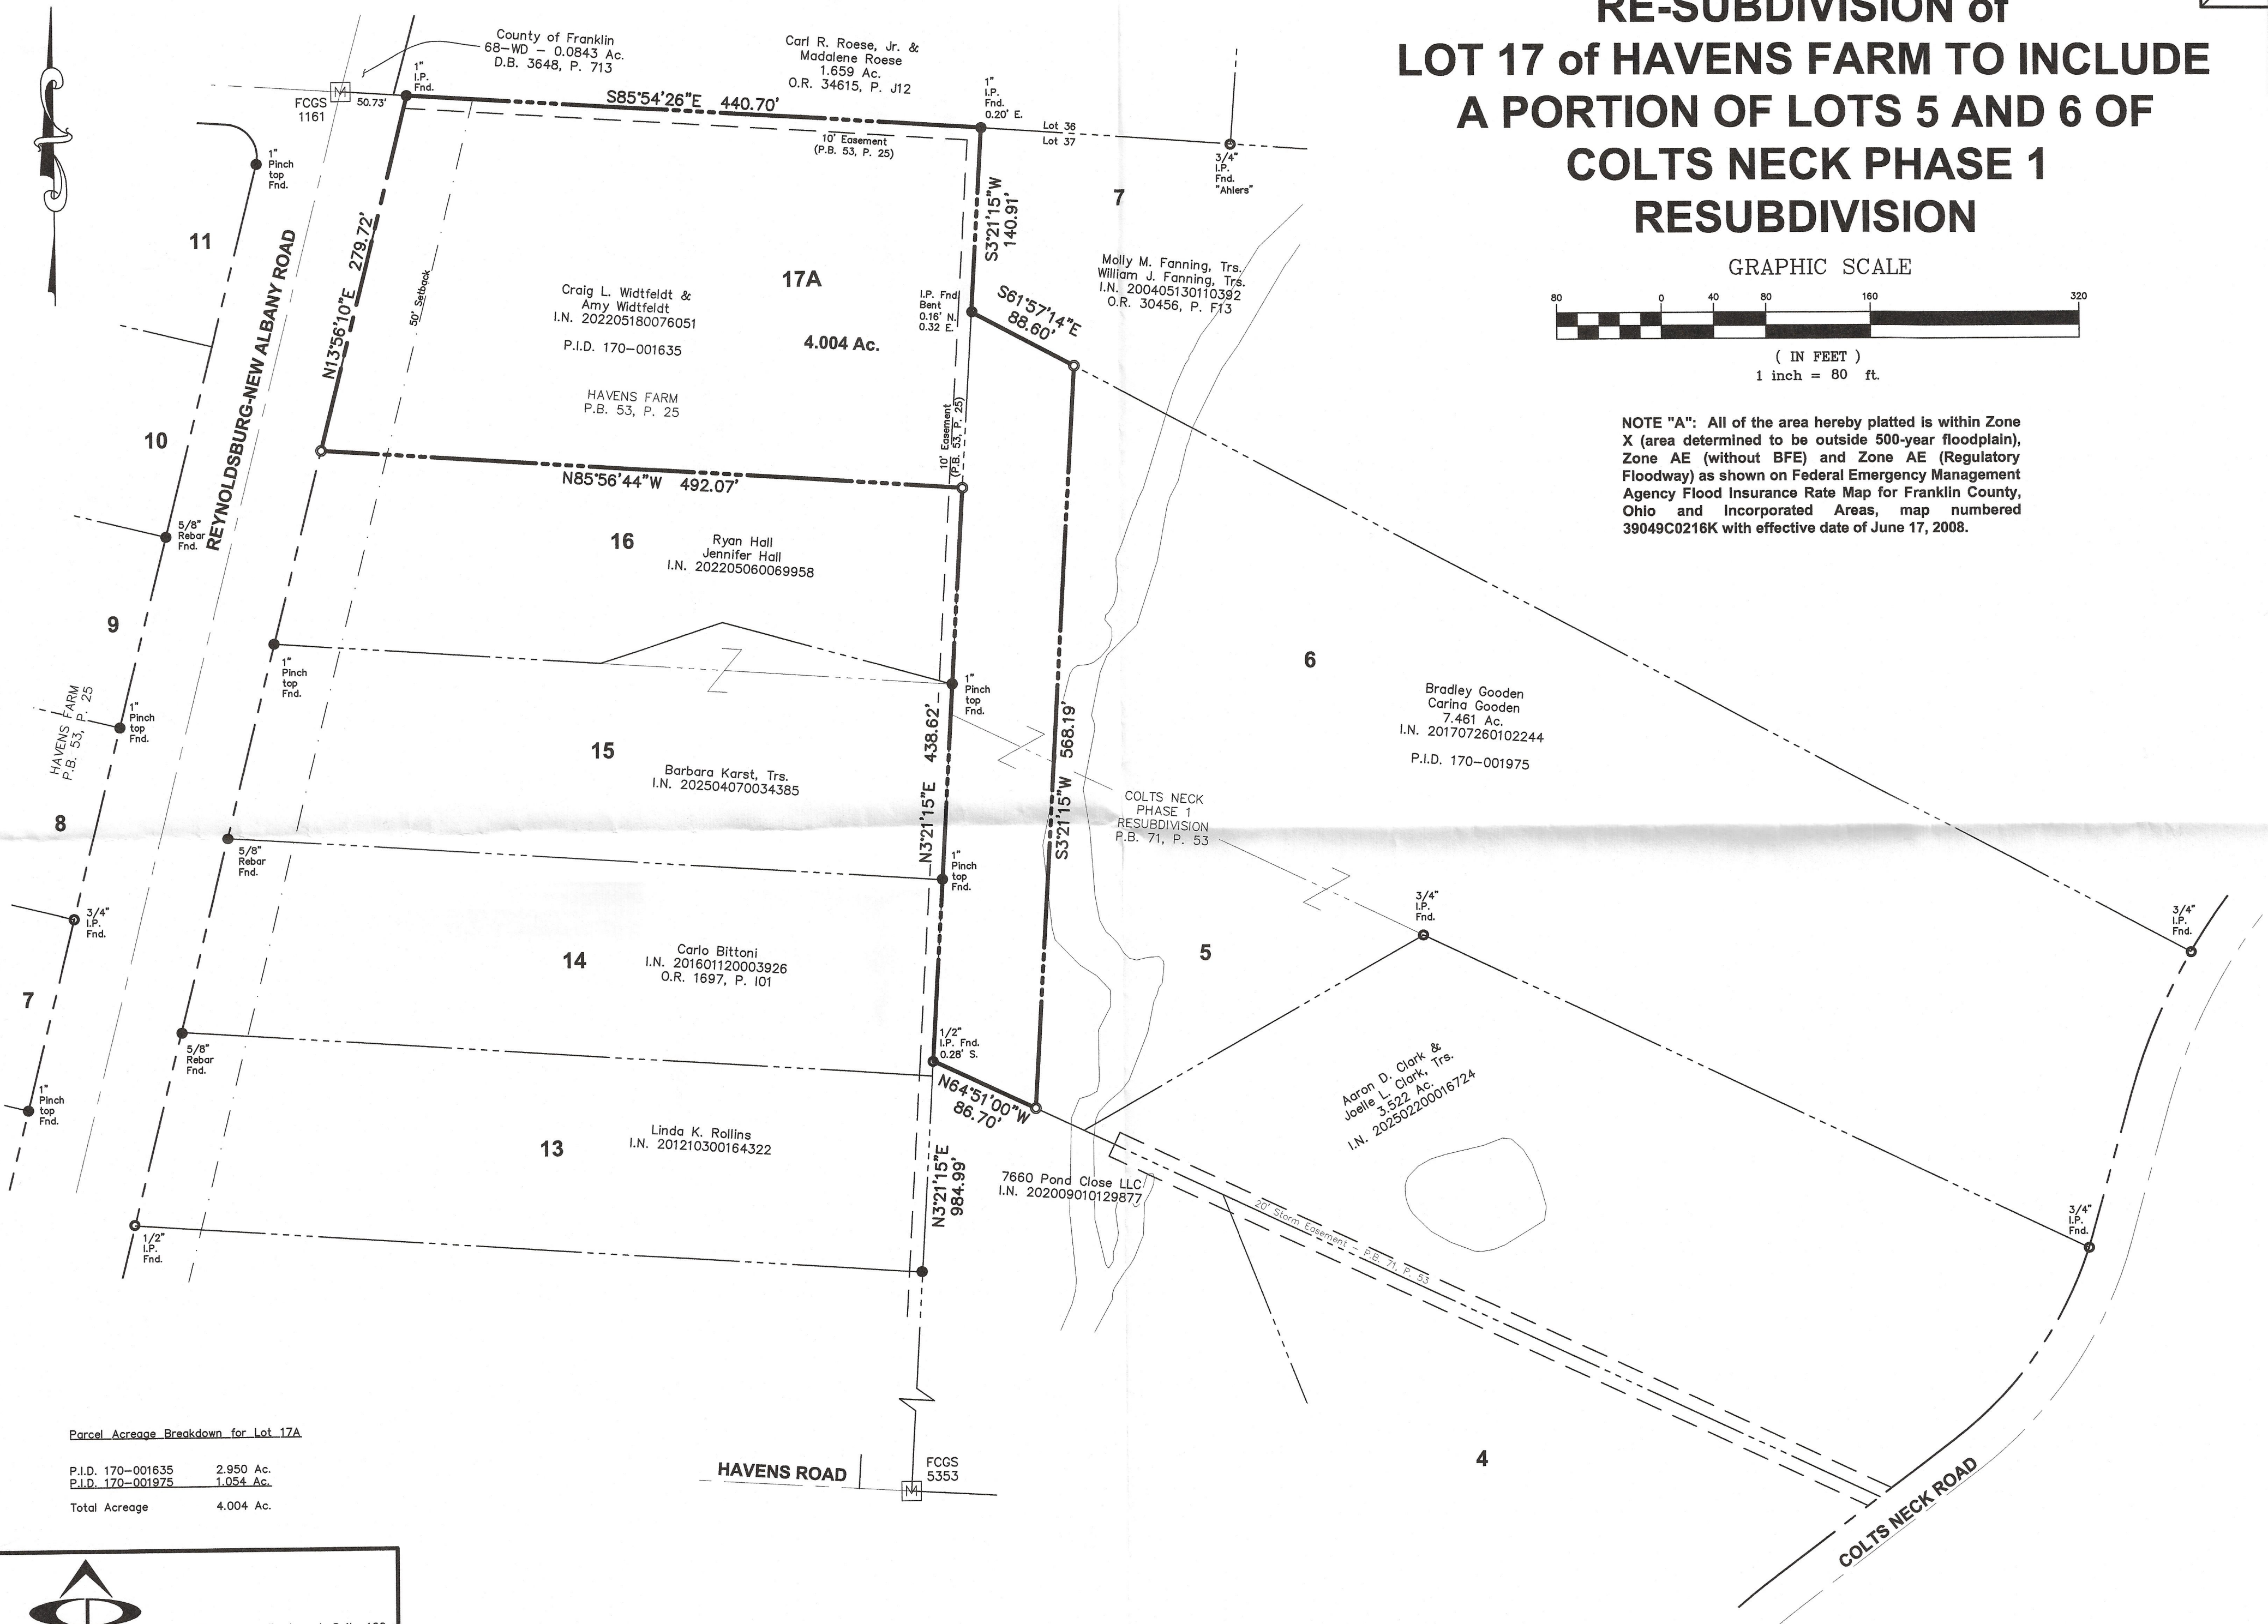 RE-SUBDIVISION of
LOT 17 of HAVENS FARM TO INCLUDE
A PORTION OF LOTS 5 AND 6 OF
COLTS NECK PHASE 1
RESUBDIVISION
GRAPHIC SCALE
80 0 40 80 160 320
( IN FEET )
1 inch = 80 ft.
NOTE "A": All of the area hereby platted is within Zone
X (area determined to be outside 500-year floodplain),
Zone AE (without BFE) and Zone AE (Regulatory
Floodway) as shown on Federal Emergency Management
Agency Flood Insurance Rate Map for Franklin County,
Ohio and Incorporated Areas, map numbered
39049C0216K with effective date of June 17, 2008.
County of Franklin
68-WD – 0.0843 Ac.
D.B. 3648, P. 713
Carl R. Roese, Jr. &
Madalene Roese
1.659 Ac.
O.R. 34615, P. J12
FCGS
1161
M
50.73'
1"
I.P.
Fnd.
S85°54'26"E 440.70'
1"
I.P.
Fnd.
0.20' E.
Lot 36
Lot 37
10' Easement
(P.B. 53, P. 25)
3/4"
I.P.
Fnd.
"Ahlers"
1"
Pinch
top
Fnd.
11
7
N13°56'10"E 279.72'
50' Setback
S3°21'15"W
140.91'
17A
Craig L. Widtfeldt &
Amy Widtfeldt
I.N. 202205180076051
P.I.D. 170-001635
4.004 Ac.
HAVENS FARM
P.B. 53, P. 25
I.P. Fnd
Bent
0.16' N.
0.32 E.
S61°57'14"E
88.60'
Molly M. Fanning, Trs.
William J. Fanning, Trs.
I.N. 200405130110392
O.R. 30456, P. F13
10' Easement
(P.B. 53, P. 25)
REYNOLDSBURG-NEW ALBANY ROAD
10
N85°56'44"W 492.07'
5/8"
Rebar
Fnd.
16
Ryan Hall
Jennifer Hall
I.N. 202205060069958
9
1"
Pinch
top
Fnd.
1"
Pinch
top
Fnd.
6
Bradley Gooden
Carina Gooden
7.461 Ac.
I.N. 201707260102244
P.I.D. 170-001975
HAVENS FARM
P.B. 53, P. 25
1"
Pinch
top
Fnd.
15
Barbara Karst, Trs.
I.N. 202504070034385
N3°21'15"E 438.62'
S3°21'15"W 568.19'
COLTS NECK
PHASE 1
RESUBDIVISION
P.B. 71, P. 53
8
5/8"
Rebar
Fnd.
1"
Pinch
top
Fnd.
3/4"
I.P.
Fnd.
3/4"
I.P.
Fnd.
3/4"
I.P.
Fnd.
14
Carlo Bittoni
I.N. 201601120003926
O.R. 1697, P. I01
5
7
5/8"
Rebar
Fnd.
1/2"
I.P. Fnd.
0.28' S.
N64°51'00"W
86.70'
Aaron D. Clark &
Joelle L. Clark, Trs.
3.522 Ac.
I.N. 202502200016724
1"
Pinch
top
Fnd.
13
Linda K. Rollins
I.N. 201210300164322
N3°21'15"E
984.99'
7660 Pond Close LLC
I.N. 202009010129877
20' Storm Easement – P.B. 71, P. 53
3/4"
I.P.
Fnd.
1/2"
I.P.
Fnd.
4
Parcel Acreage Breakdown for Lot 17A
P.I.D. 170-001635 2.950 Ac.
P.I.D. 170-001975 1.054 Ac.
Total Acreage 4.004 Ac.
HAVENS ROAD
FCGS
5353
M
COLTS NECK ROAD